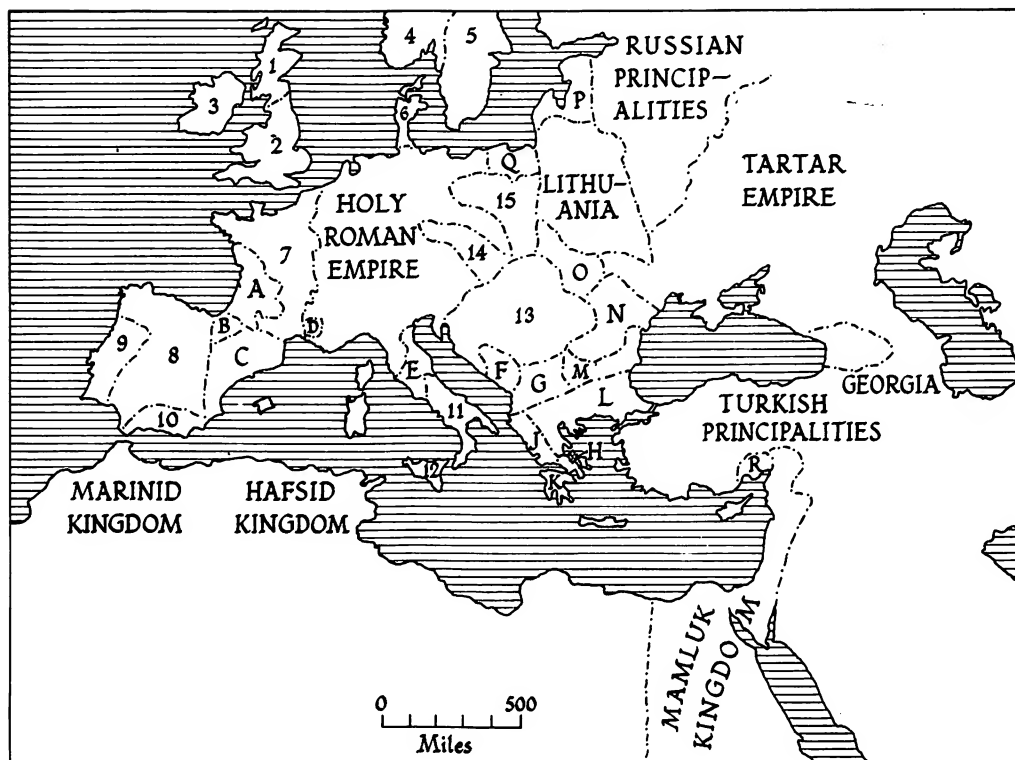 1
2
3
4
5
6
7
8
9
10
11
12
13
14
15
A
B
C
D
E
F
G
H
J
K
L
M
N
O
P
Q
R
RUSSIAN
PRINCIP-
ALITIES
TARTAR
EMPIRE
LITHU-
ANIA
HOLY
ROMAN
EMPIRE
GEORGIA
TURKISH
PRINCIPALITIES
MARINID
KINGDOM
HAFSID
KINGDOM
MAMLUK
KINGDOM
0 500
Miles